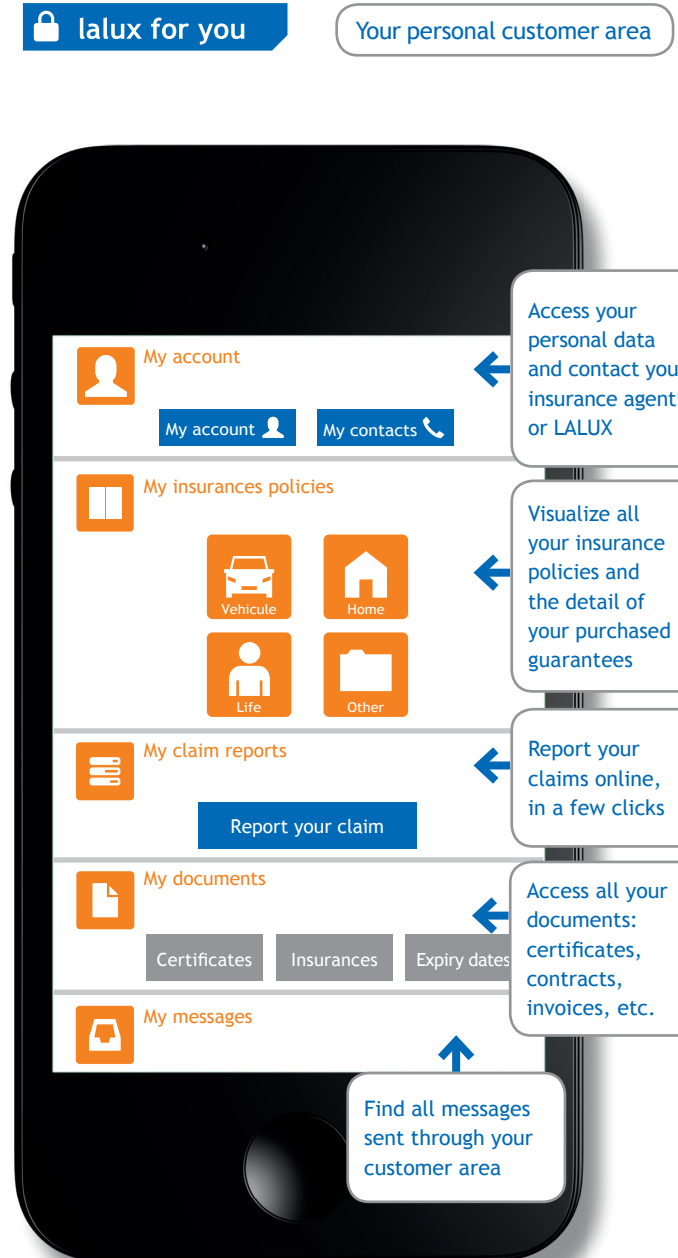 lalux for you
Your personal customer area
My account
My account
My contacts
Access your
personal data
and contact you
insurance agent
or LALUX
My insurances policies
Vehicule
Home
Life
Other
Visualize all
your insurance
policies and
the detail of
your purchased
guarantees
My claim reports
Report your claim
Report your
claims online,
in a few clicks
My documents
Certificates
Insurances
Expiry dates
Access all your
documents:
certificates,
contracts,
invoices, etc.
My messages
Find all messages
sent through your
customer area